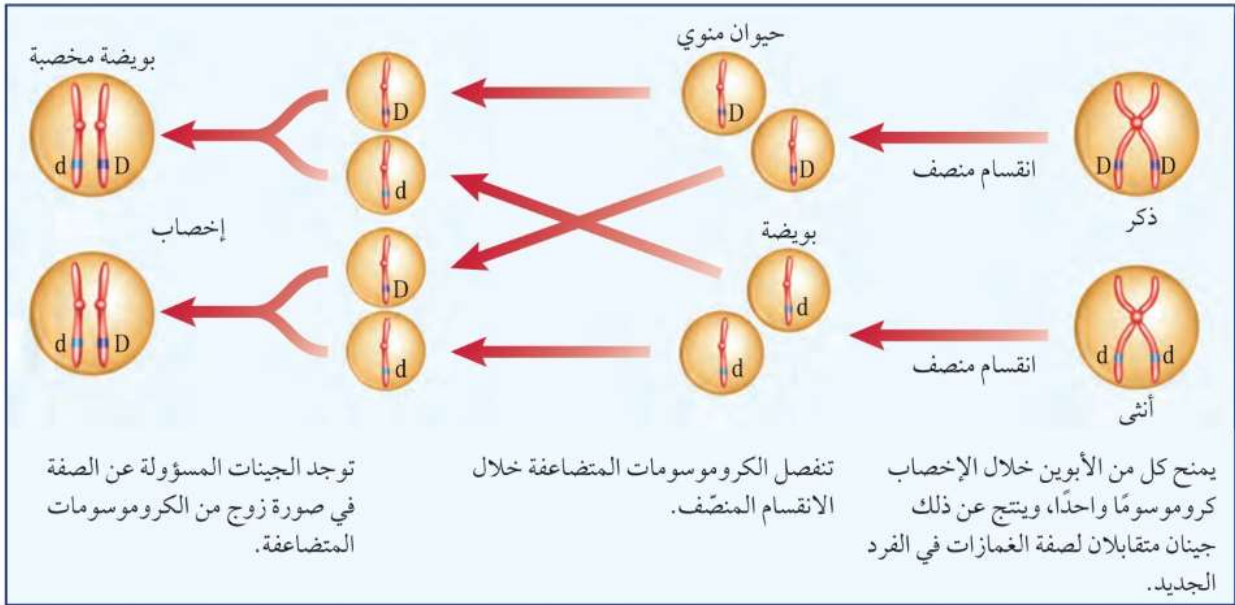 حيوان منوي
بويضة مخصبة
D
D
D
d
D
d
D
D
انقسام منصف
ذكر
إخصاب
بويضة
D
d
d
D
d
d
d
d
انقسام منصف
أنثى
يمنح كل من الأبوين خلال الإخصاب
كروموسومًا واحدًا، وينتج عن ذلك
جينان متقابلان لصفة الغمازات في الفرد
الجديد.
تنفصل الكروموسومات المتضاعفة خلال
الانقسام المنصّف.
توجد الجينات المسؤولة عن الصفة
في صورة زوج من الكروموسومات
المتضاعفة.